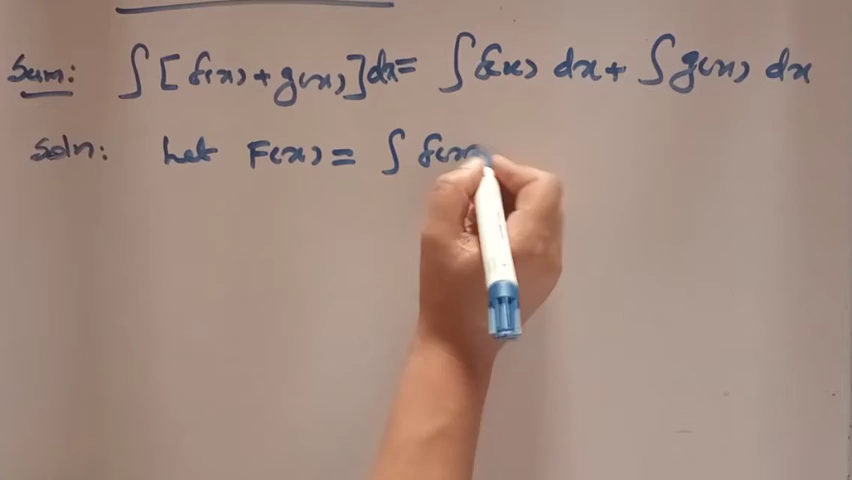 Sum: ∫[f(x) + g(x)]dx = ∫f(x) dx + ∫g(x) dx
Soln: Let F(x) = ∫ f(x